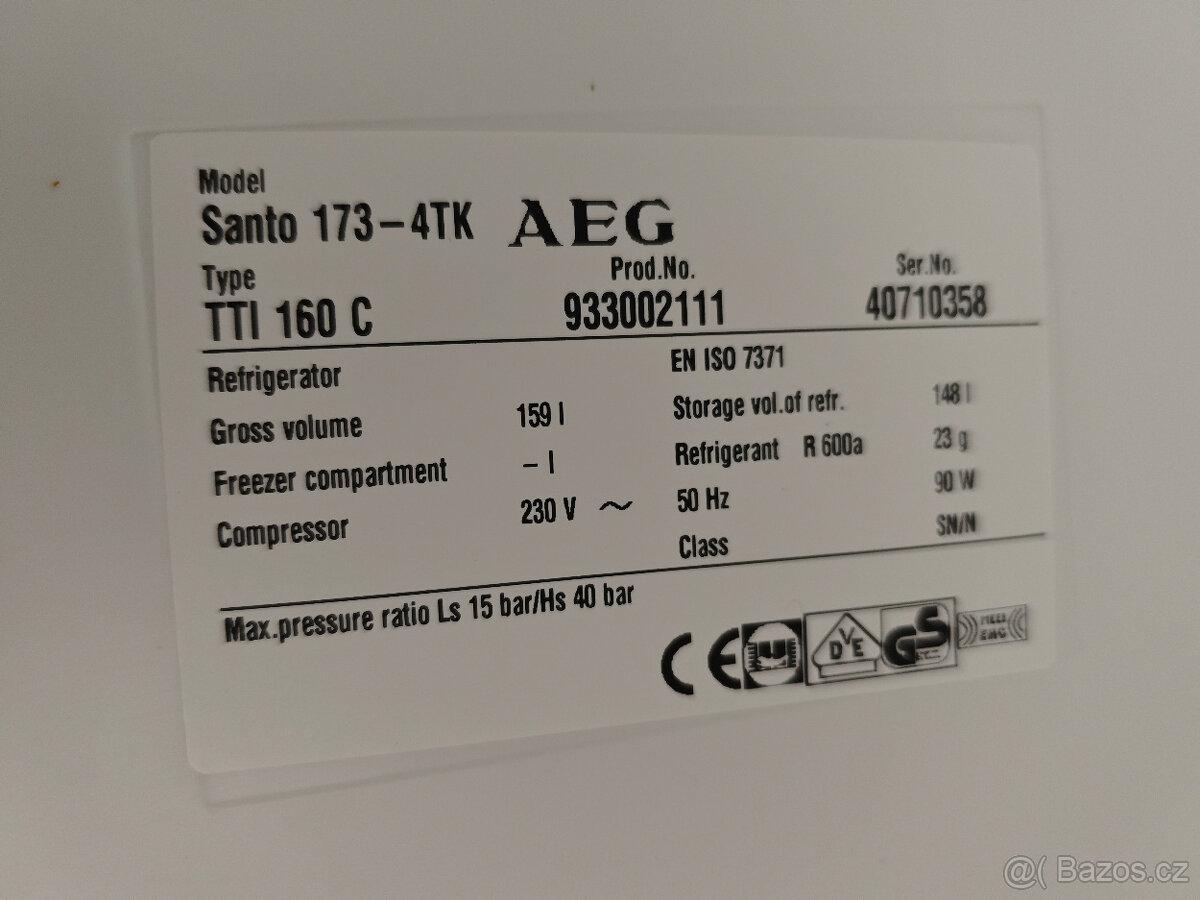 Model
Santo 173-4TK AEG
Type Prod.No. Ser.No.
TTI 160 C 933002111 40710358
Refrigerator EN ISO 7371
Gross volume 159 l Storage vol.of refr. 148 l
Freezer compartment - l Refrigerant R 600a 23 g
Compressor 230 V ~ 50 Hz 90 W
Class SN/N
Max.pressure ratio Ls 15 bar/Hs 40 bar
CE DVE GS
@( Bazos.cz